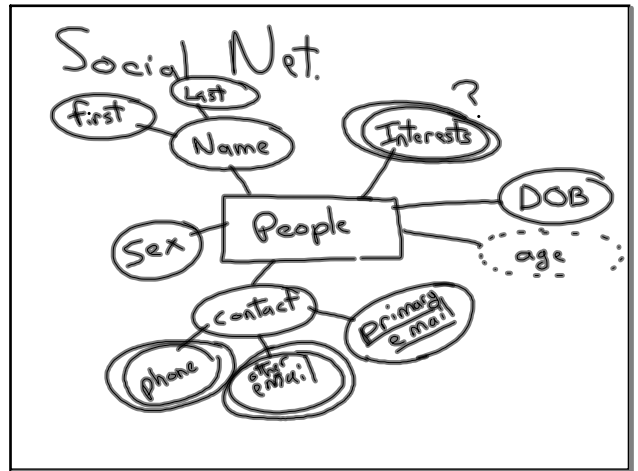 Social Net.
Last
first
Name
?
Interests
DOB
People
Sex
age
contact
Primary
email
phone
other
email